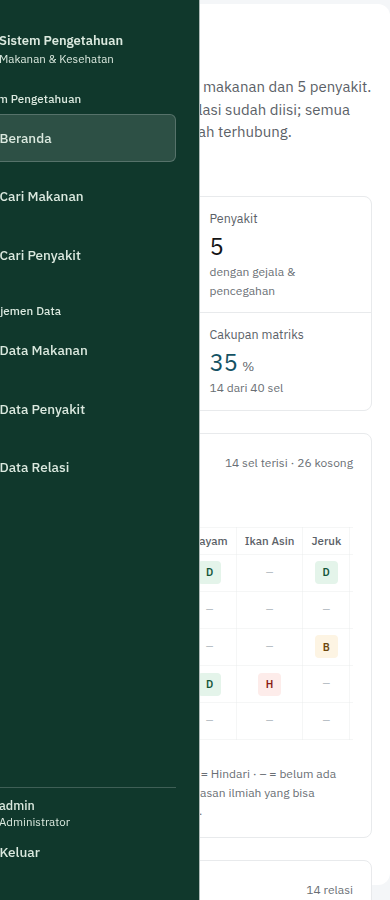 Sistem Pengetahuan
Makanan & Kesehatan
m Pengetahuan
Beranda
Cari Makanan
Cari Penyakit
jemen Data
Data Makanan
Data Penyakit
Data Relasi
admin
Administrator
Keluar
makanan dan 5 penyakit.
lasi sudah diisi; semua
ah terhubung.
Penyakit
5
dengan gejala &
pencegahan
Cakupan matriks
35 %
14 dari 40 sel
14 sel terisi · 26 kosong
ayam Ikan Asin Jeruk
D – D
– – –
– – B
D H –
– – –
= Hindari · – = belum ada
asan ilmiah yang bisa
.
14 relasi